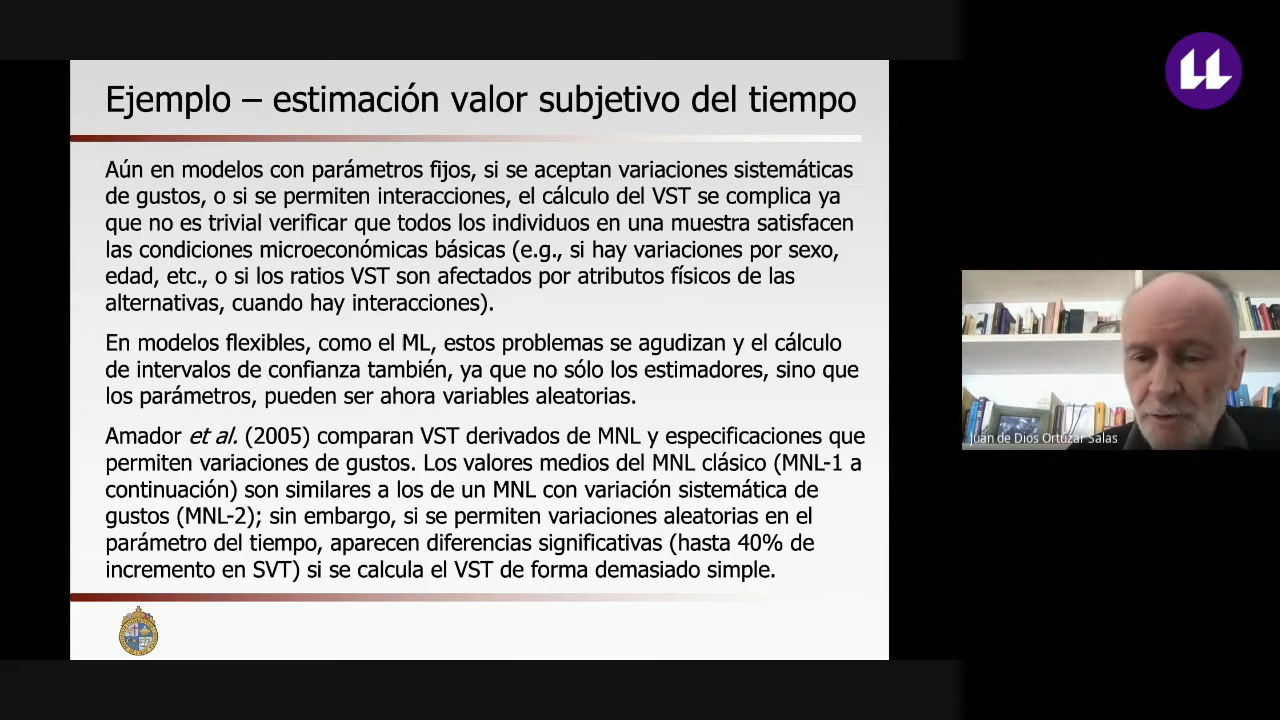 Ejemplo – estimación valor subjetivo del tiempo
Aún en modelos con parámetros fijos, si se aceptan variaciones sistemáticas
de gustos, o si se permiten interacciones, el cálculo del VST se complica ya
que no es trivial verificar que todos los individuos en una muestra satisfacen
las condiciones microeconómicas básicas (e.g., si hay variaciones por sexo,
edad, etc., o si los ratios VST son afectados por atributos físicos de las
alternativas, cuando hay interacciones).
En modelos flexibles, como el ML, estos problemas se agudizan y el cálculo
de intervalos de confianza también, ya que no sólo los estimadores, sino que
los parámetros, pueden ser ahora variables aleatorias.
Amador et al. (2005) comparan VST derivados de MNL y especificaciones que
permiten variaciones de gustos. Los valores medios del MNL clásico (MNL-1 a
continuación) son similares a los de un MNL con variación sistemática de
gustos (MNL-2); sin embargo, si se permiten variaciones aleatorias en el
parámetro del tiempo, aparecen diferencias significativas (hasta 40% de
incremento en SVT) si se calcula el VST de forma demasiado simple.
Juan de Dios Ortúzar Salas